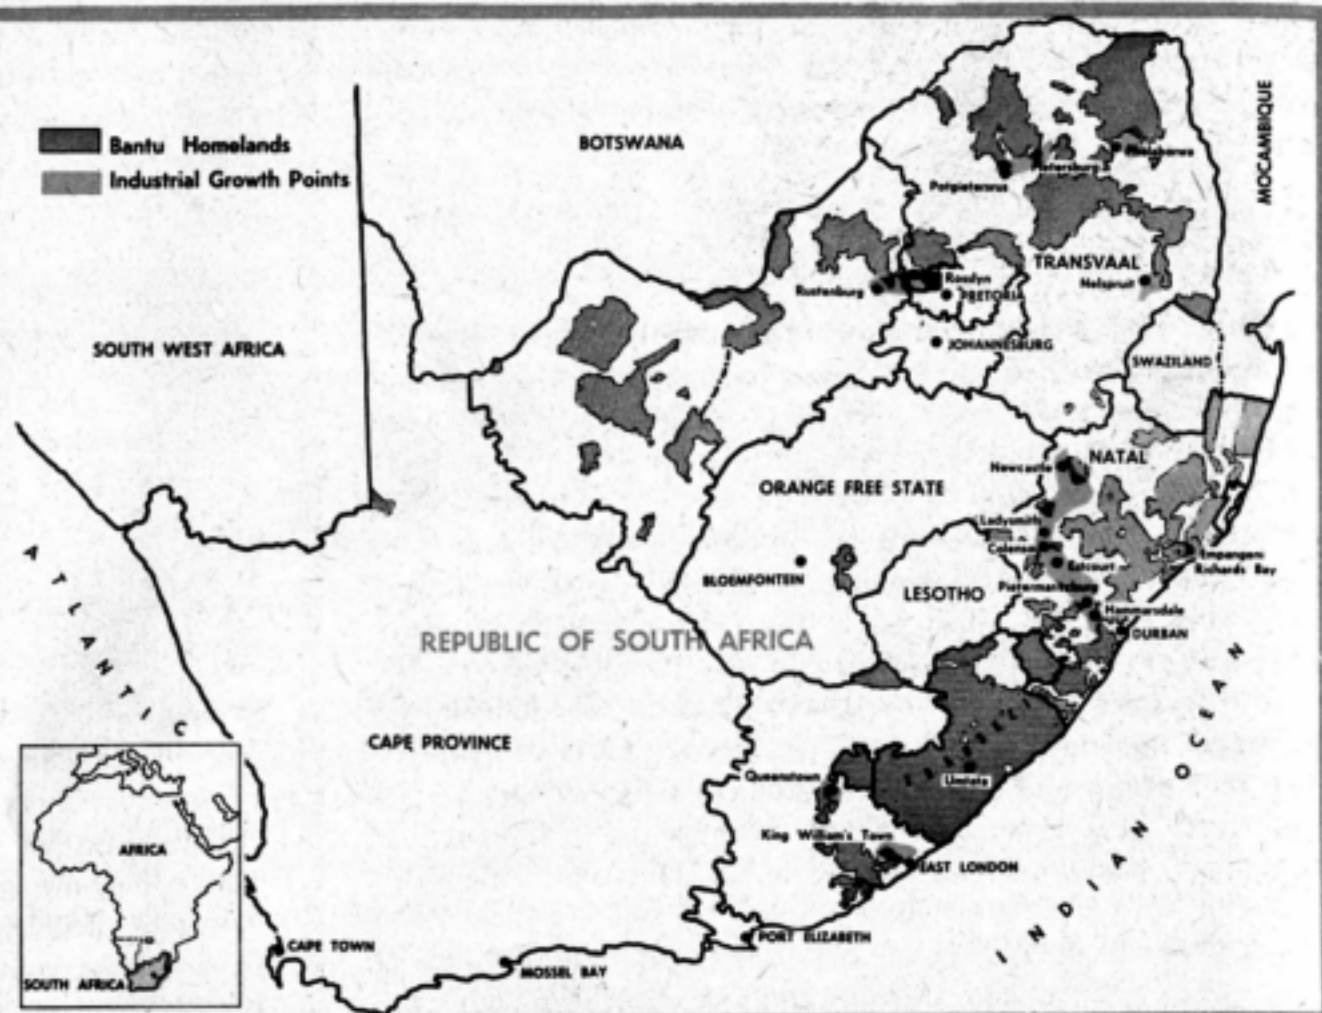 Bantu Homelands
Industrial Growth Points
BOTSWANA
MOCAMBIQUE
Potgietersrus
Pietersburg
TRANSVAAL
Rustenburg
Rosslyn
Nelspruit
PRETORIA
SOUTH WEST AFRICA
JOHANNESBURG
SWAZILAND
NATAL
Newcastle
ORANGE FREE STATE
Ladysmith
Colenso
Estcourt
Empangeni
Richards Bay
BLOEMFONTEIN
Pietermaritzburg
LESOTHO
Hammarsdale
DURBAN
REPUBLIC OF SOUTH AFRICA
ATLANTIC
INDIAN OCEAN
CAPE PROVINCE
TRANSKEI
Queenstown
Umtata
King William's Town
AFRICA
EAST LONDON
PORT ELIZABETH
CAPE TOWN
MOSSEL BAY
SOUTH AFRICA